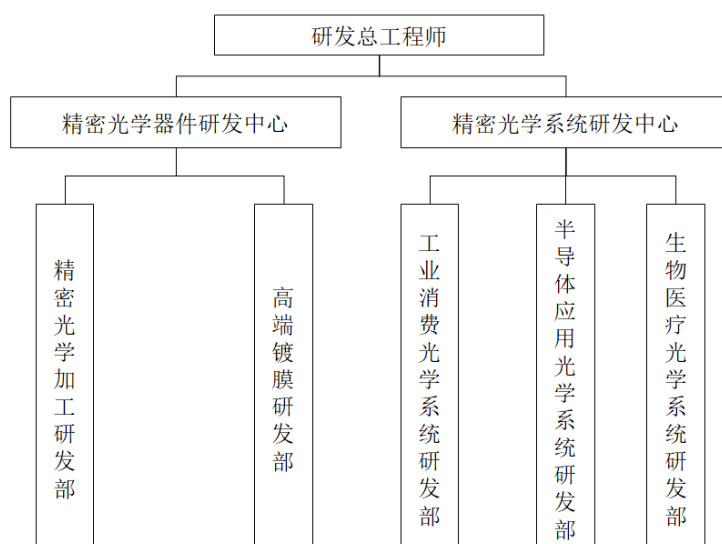 研发总工程师
精密光学器件研发中心
精密光学系统研发中心
精密光学加工研发部
高端镀膜研发部
工业消费光学系统研发部
半导体应用光学系统研发部
生物医疗光学系统研发部